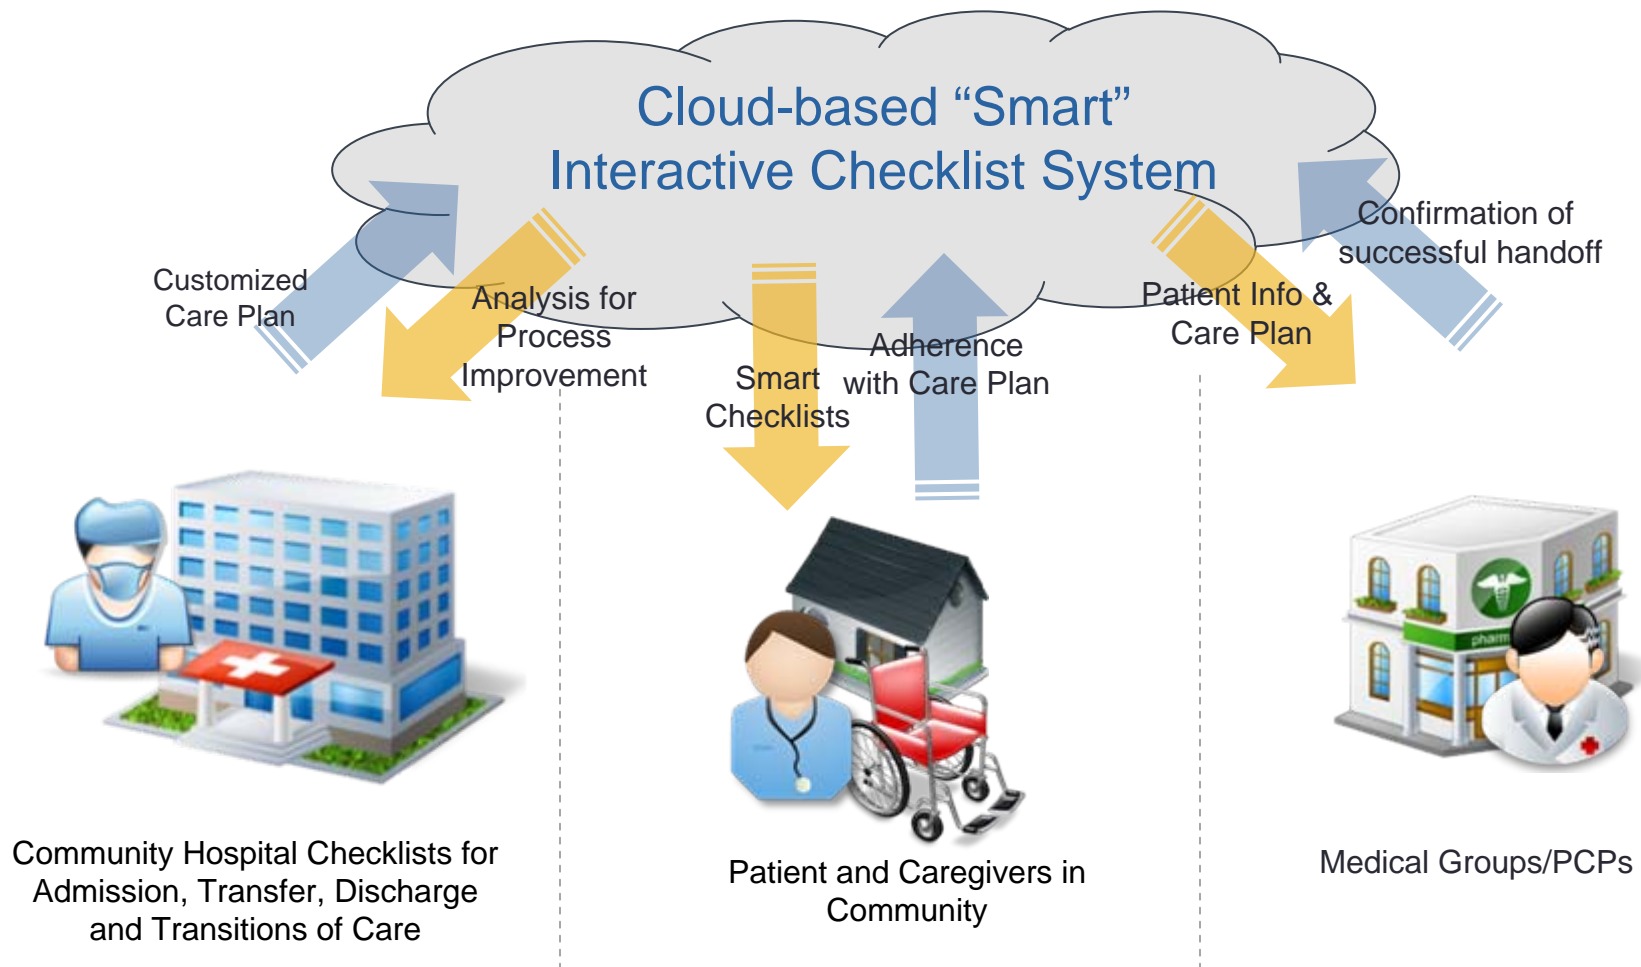 Cloud-based “Smart”
Interactive Checklist System
Customized
Care Plan
Analysis for
Process
Improvement
Smart
Checklists
Adherence
with Care Plan
Patient Info &
Care Plan
Confirmation of
successful handoff
pharm
Community Hospital Checklists for
Admission, Transfer, Discharge
and Transitions of Care
Patient and Caregivers in
Community
Medical Groups/PCPs